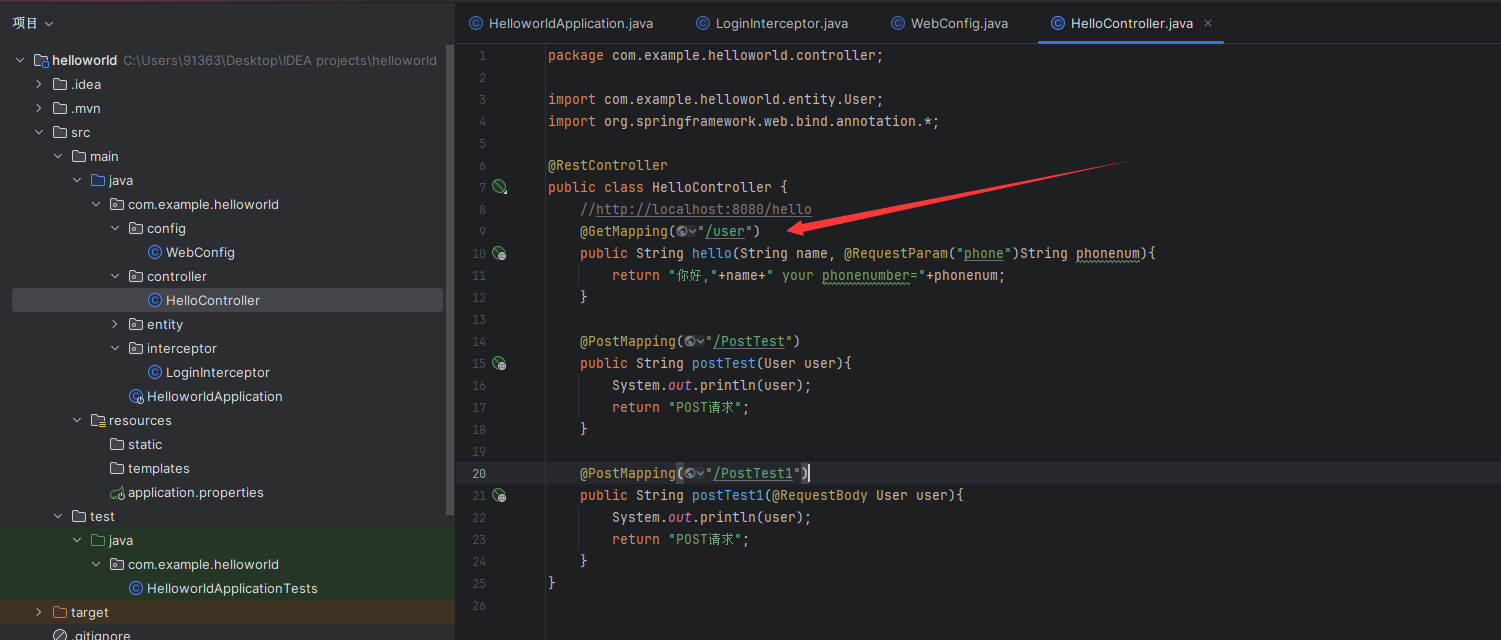 项目
helloworld C:\Users\91363\Desktop\IDEA projects\helloworld
.idea
.mvn
src
main
java
com.example.helloworld
config
WebConfig
controller
HelloController
entity
interceptor
LoginInterceptor
HelloworldApplication
resources
static
templates
application.properties
test
java
com.example.helloworld
HelloworldApplicationTests
target
.gitignore
HelloworldApplication.java LoginInterceptor.java WebConfig.java HelloController.java
1 package com.example.helloworld.controller;
2
3 import com.example.helloworld.entity.User;
4 import org.springframework.web.bind.annotation.*;
5
6 @RestController
7 public class HelloController {
8 //http://localhost:8080/hello
9 @GetMapping("/user")
10 public String hello(String name, @RequestParam("phone")String phonenum){
11 return "你好,"+name+" your phonenumber="+phonenum;
12 }
13
14 @PostMapping("/PostTest")
15 public String postTest(User user){
16 System.out.println(user);
17 return "POST请求";
18 }
19
20 @PostMapping("/PostTest1")
21 public String postTest1(@RequestBody User user){
22 System.out.println(user);
23 return "POST请求";
24 }
25 }
26